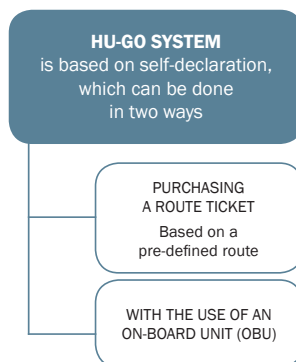 HU-GO SYSTEM
is based on self-declaration,
which can be done
in two ways
PURCHASING
A ROUTE TICKET
Based on a
pre-defined route
WITH THE USE OF AN
ON-BOARD UNIT (OBU)